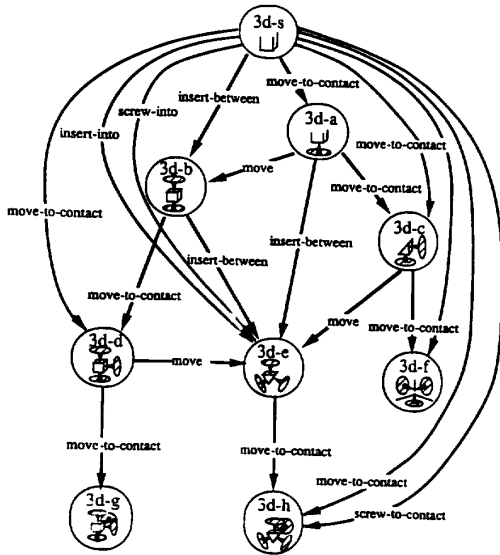 3d-s
move-to-contact
insert-between
screw-into
insert-into
3d-a
move-to-contact
3d-b
move
move-to-contact
move-to-contact
3d-c
insert-between
insert-between
move-to-contact
move
move-to-contact
3d-d
move
3d-e
3d-f
move-to-contact
move-to-contact
move-to-contact
3d-g
3d-h
screw-to-contact